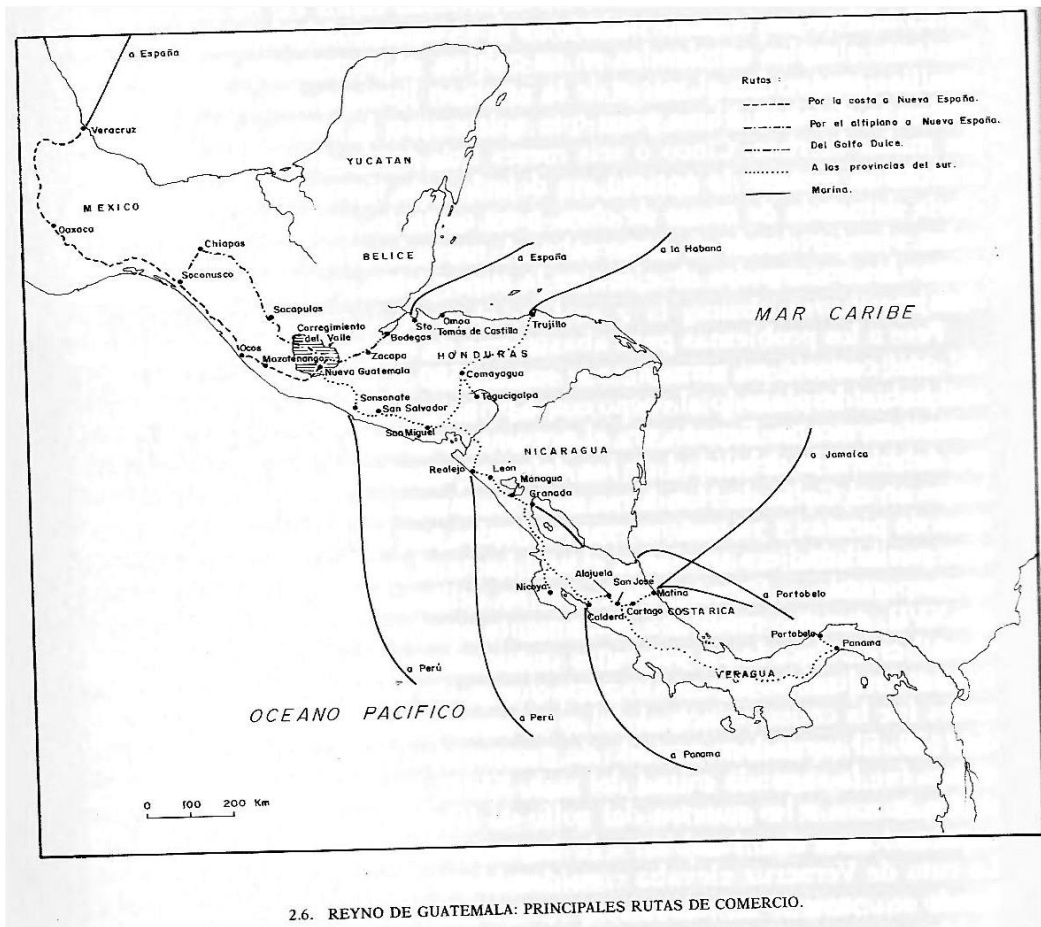 a España
Veracruz
YUCATAN
MEXICO
Oaxaca
Chiapas
BELICE
Soconusco
Sacapulas
Corregimiento
del Valle
Ocos
Mazatenango
Nueva Guatemala
Zacapa
Bodegas
Sto.
Tomás de Castilla
Omoa
Trujillo
a España
a la Habana
MAR CARIBE
HONDURAS
Comayagua
Tegucigalpa
Sonsonate
San Salvador
San Miguel
NICARAGUA
Realejo
León
Managua
Granada
a Jamaica
Alajuela
San José
Matina
Nicoya
Caldera
Cartago
COSTA RICA
a Portobelo
Portobelo
Panama
VERAGUA
a Perú
a Perú
a Panama
OCEANO PACIFICO
0 100 200 Km
Rutas :
Por la costa a Nueva España.
Por el altiplano a Nueva España.
Del Golfo Dulce.
A las provincias del sur.
Marina.
2.6. REYNO DE GUATEMALA: PRINCIPALES RUTAS DE COMERCIO.